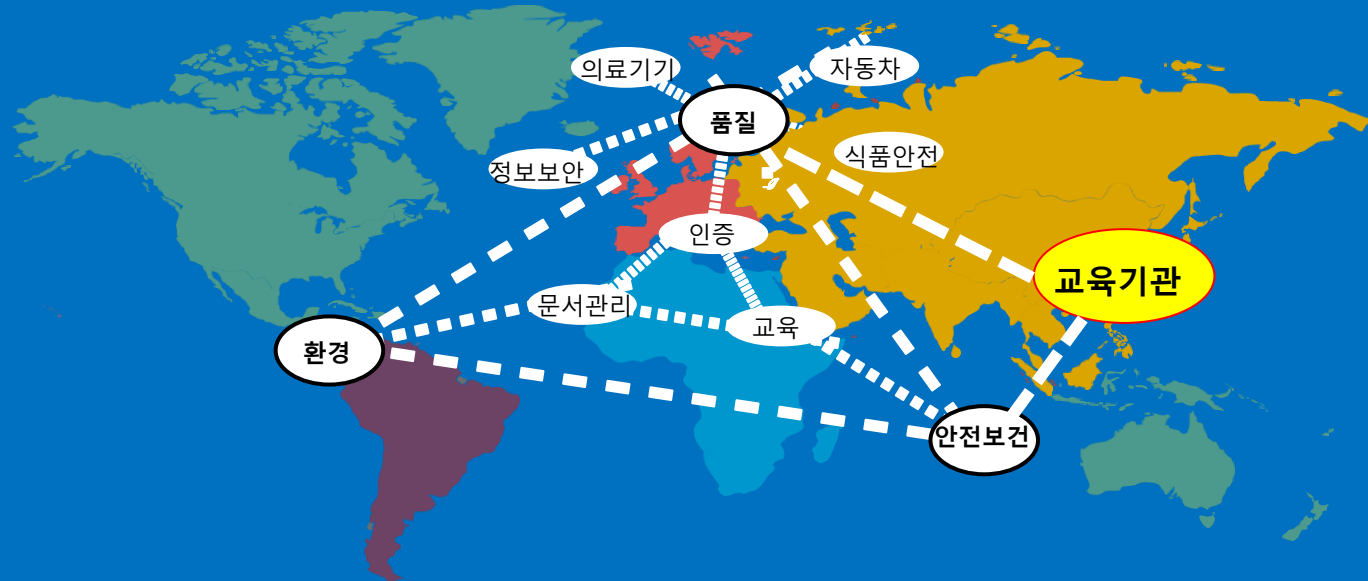 의료기기
자동차
품질
정보보안
식품안전
인증
교육기관
문서관리
교육
환경
안전보건